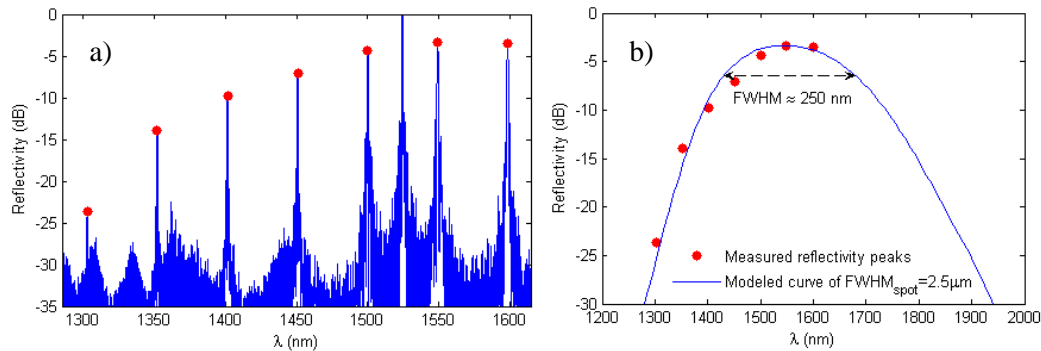 a)
Reflectivity (dB)
0
-5
-10
-15
-20
-25
-30
-35
1300 1350 1400 1450 1500 1550 1600
λ (nm)
b)
Reflectivity (dB)
0
-5
-10
-15
-20
-25
-30
FWHM ≈ 250 nm
Measured reflectivity peaks
Modeled curve of FWHMspot=2.5µm
1200 1300 1400 1500 1600 1700 1800 1900 2000
λ (nm)